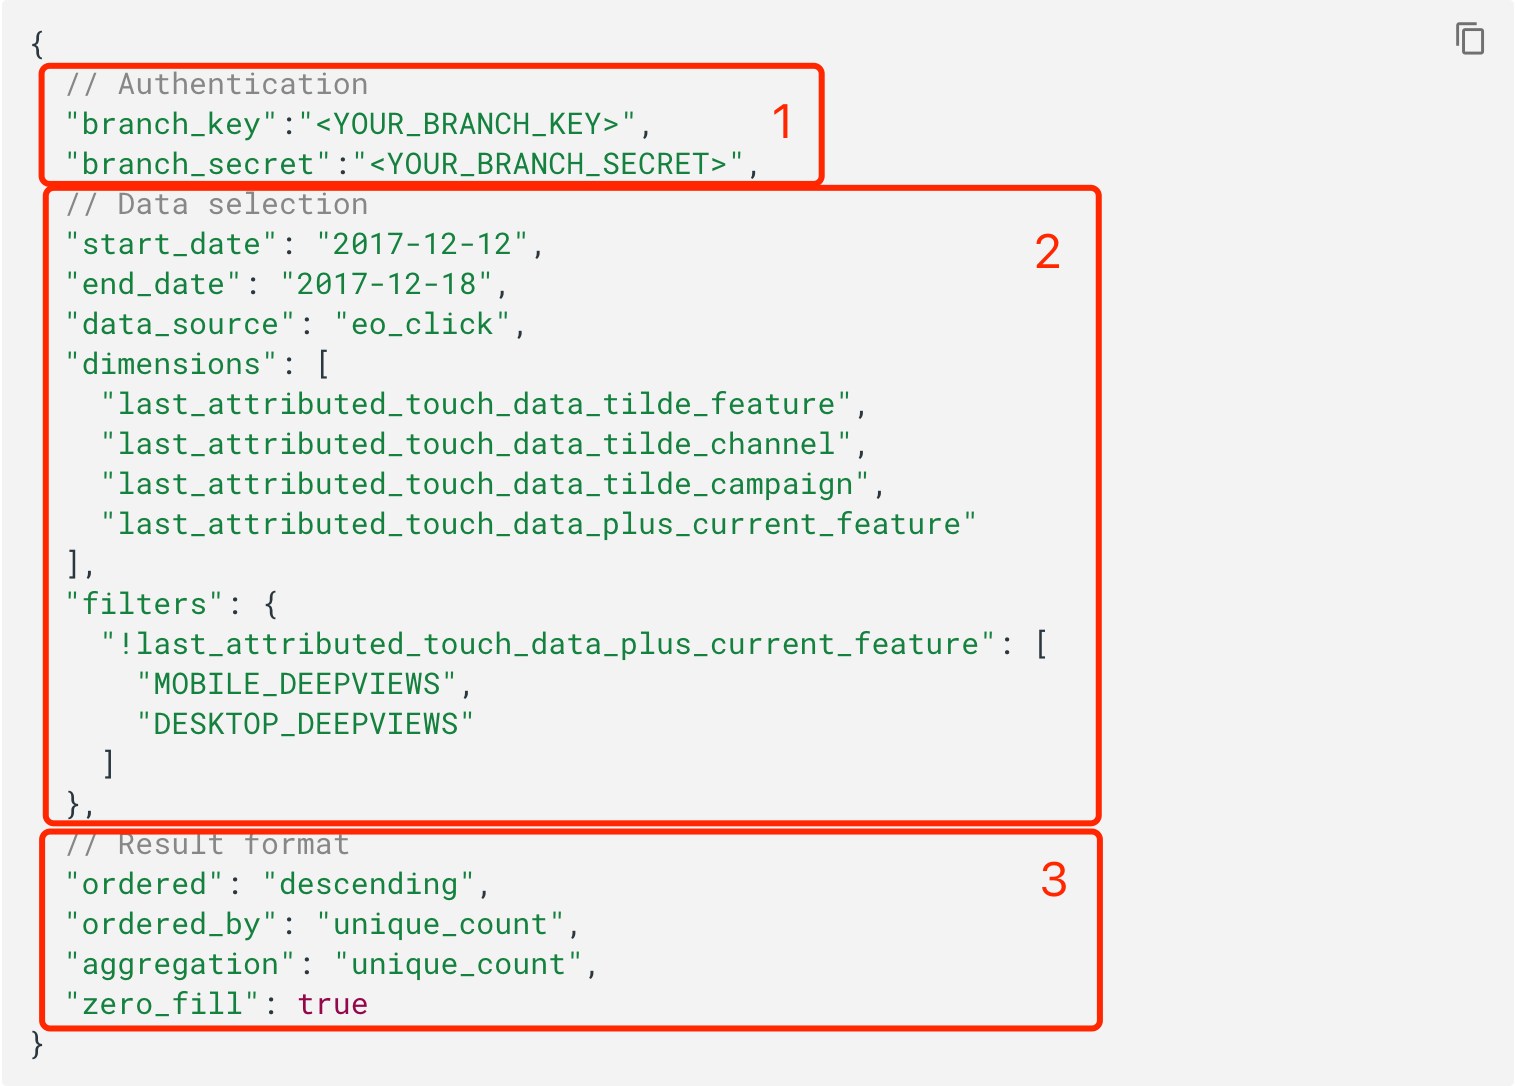 {
// Authentication
"branch_key":"<YOUR_BRANCH_KEY>",
1
"branch_secret":"<YOUR_BRANCH_SECRET>",
// Data selection
"start_date": "2017-12-12",
2
"end_date": "2017-12-18",
"data_source": "eo_click",
"dimensions": [
"last_attributed_touch_data_tilde_feature",
"last_attributed_touch_data_tilde_channel",
"last_attributed_touch_data_tilde_campaign",
"last_attributed_touch_data_plus_current_feature"
],
"filters": {
"!last_attributed_touch_data_plus_current_feature": [
"MOBILE_DEEPVIEWS",
"DESKTOP_DEEPVIEWS"
]
},
// Result format
"ordered": "descending",
3
"ordered_by": "unique_count",
"aggregation": "unique_count",
"zero_fill": true
}